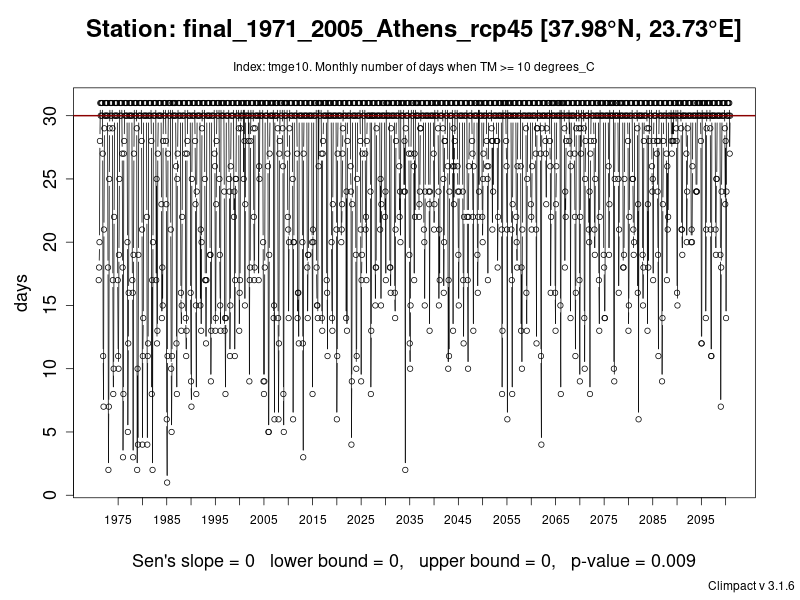 Station: final_1971_2005_Athens_rcp45 [37.98°N, 23.73°E]
Index: tmge10. Monthly number of days when TM >= 10 degrees_C
days
30
25
20
15
10
5
0
1975 1985 1995 2005 2015 2025 2035 2045 2055 2065 2075 2085 2095
Sen's slope = 0 lower bound = 0, upper bound = 0, p-value = 0.009
Climpact v 3.1.6